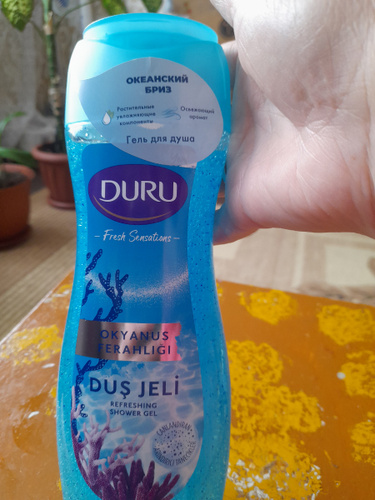 ОКЕАНСКИЙ
БРИЗ
Растительные
увлажняющие
компоненты
Освежающий
аромат
Гель для душа
DURU
Fresh Sensations
OKYANUS
FERAHLIĞI
DUŞ JELİ
REFRESHING
SHOWER GEL
CANLANDIRAN